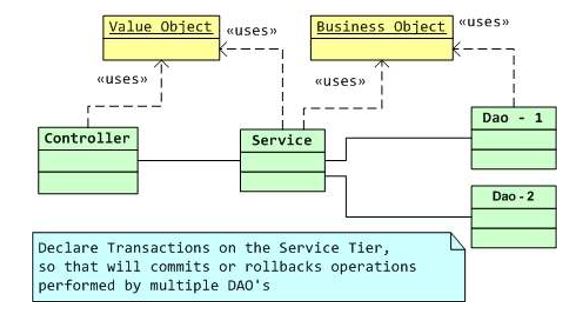 Value Object
«uses»
Business Object
«uses»
«uses»
«uses»
Controller
Service
Dao - 1
Dao - 2
Declare Transactions on the Service Tier,
so that will commits or rollbacks operations
performed by multiple DAO's